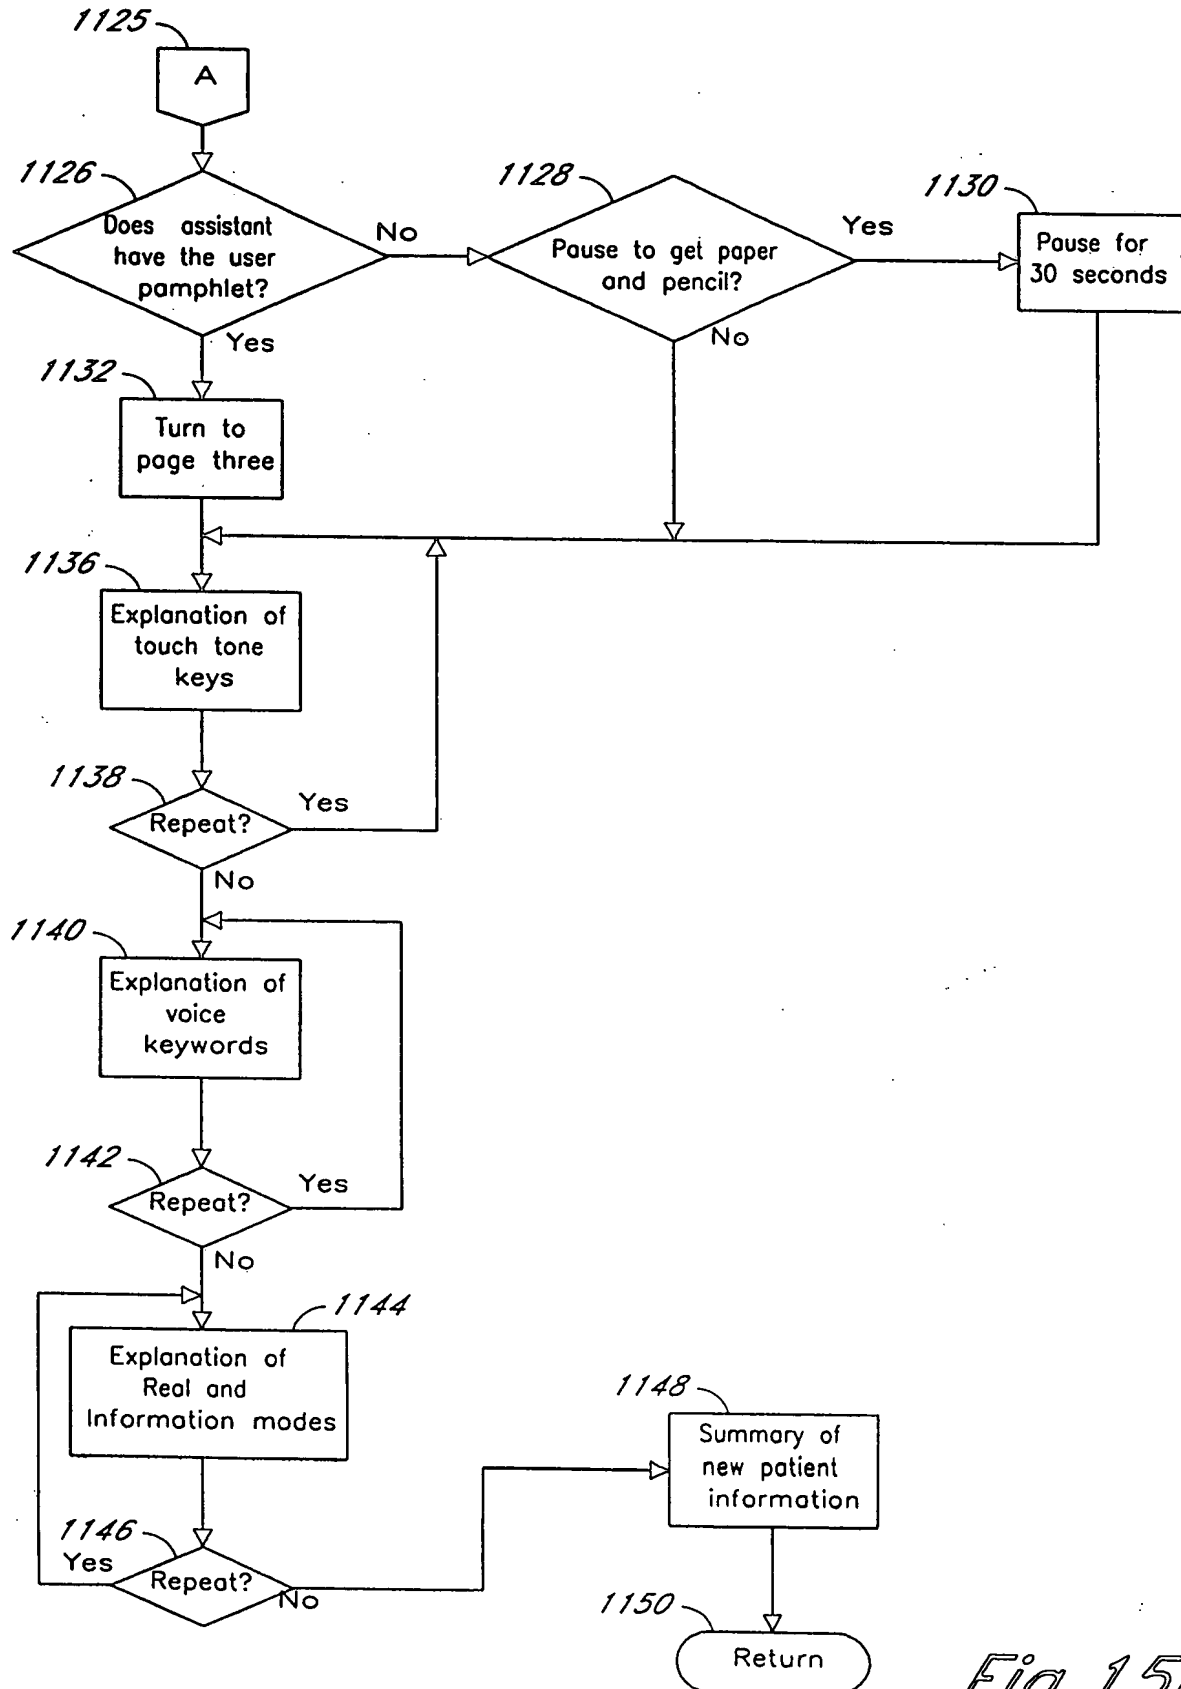 1125
A
1126
Does assistant
have the user
pamphlet?
No
Yes
1128
Pause to get paper
and pencil?
Yes
No
1130
Pause for
30 seconds
1132
Turn to
page three
1136
Explanation of
touch tone
keys
1138
Repeat?
Yes
No
1140
Explanation of
voice
keywords
1142
Repeat?
Yes
No
1144
Explanation of
Real and
Information modes
1146
Repeat?
Yes
No
1148
Summary of
new patient
information
1150
Return
Fig.